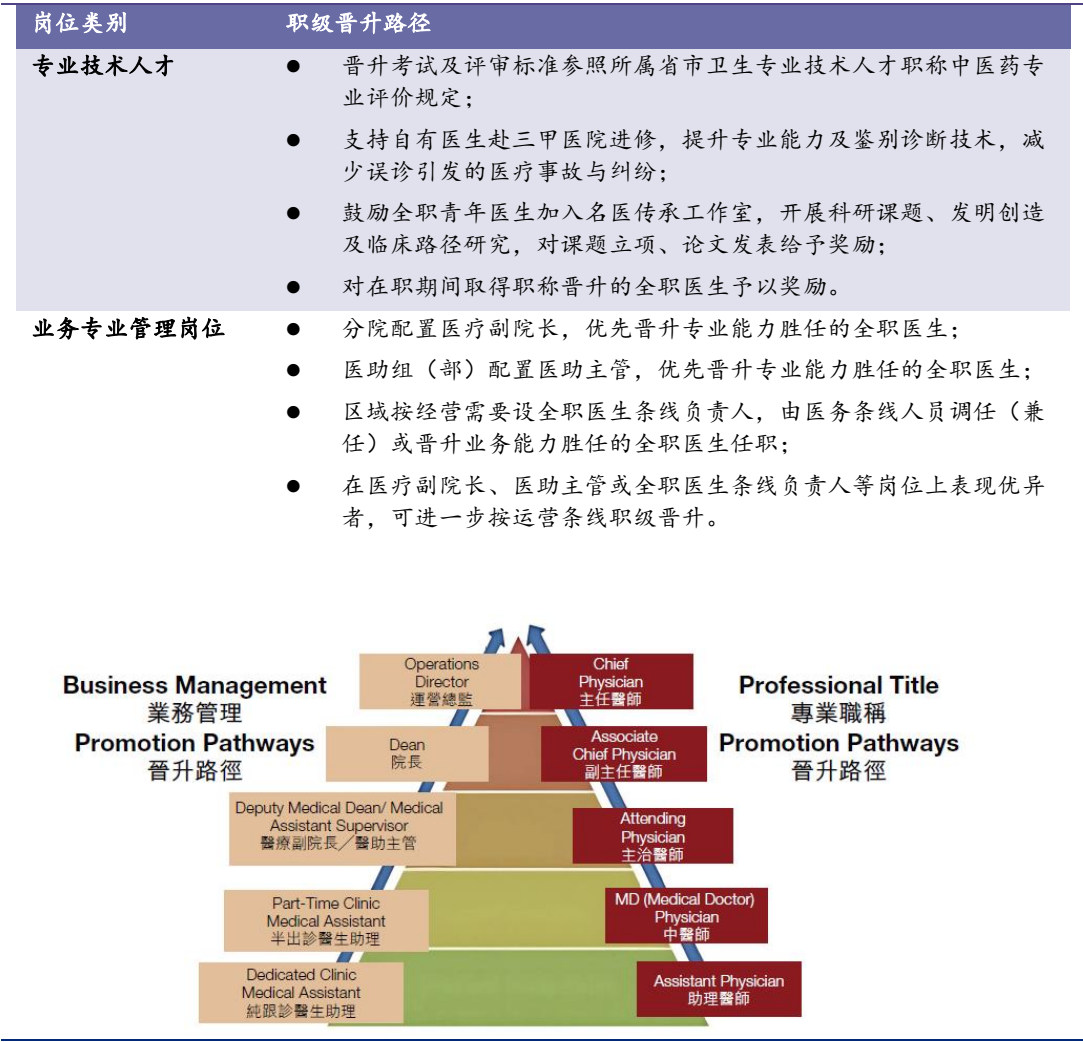 岗位类别 职级晋升路径
专业技术人才 ● 晋升考试及评审标准参照所属省市卫生专业技术人才职称中医药专
业评价规定；
● 支持自有医生赴三甲医院进修，提升专业能力及鉴别诊断技术，减
少误诊引发的医疗事故与纠纷；
● 鼓励全职青年医生加入名医传承工作室，开展科研课题、发明创造
及临床路径研究，对课题立项、论文发表给予奖励；
● 对在职期间取得职称晋升的全职医生予以奖励。
业务专业管理岗位 ● 分院配置医疗副院长，优先晋升专业能力胜任的全职医生；
● 医助组（部）配置医助主管，优先晋升专业能力胜任的全职医生；
● 区域按经营需要设全职医生条线负责人，由医务条线人员调任（兼
任）或晋升业务能力胜任的全职医生任职；
● 在医疗副院长、医助主管或全职医生条线负责人等岗位上表现优异
者，可进一步按运营条线职级晋升。
Business Management
業務管理
Promotion Pathways
晉升路徑
Operations
Director
運營總監
Dean
院長
Deputy Medical Dean/ Medical
Assistant Supervisor
醫療副院長／醫助主管
Part-Time Clinic
Medical Assistant
半出診醫生助理
Dedicated Clinic
Medical Assistant
純跟診醫生助理
Chief
Physician
主任醫師
Associate
Chief Physician
副主任醫師
Attending
Physician
主治醫師
MD (Medical Doctor)
Physician
中醫師
Assistant Physician
助理醫師
Professional Title
專業職稱
Promotion Pathways
晉升路徑